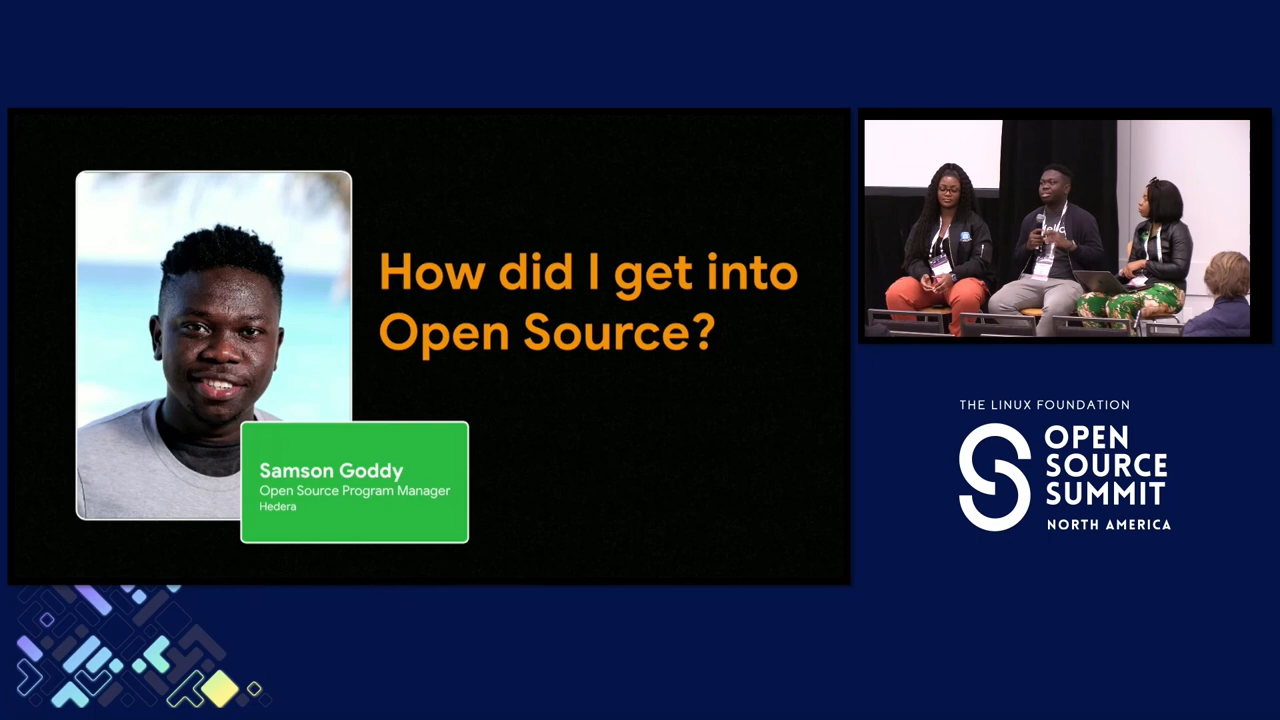 How did I get into
Open Source?
Samson Goddy
Open Source Program Manager
Hedera
THE LINUX FOUNDATION
OPEN
SOURCE
SUMMIT
NORTH AMERICA